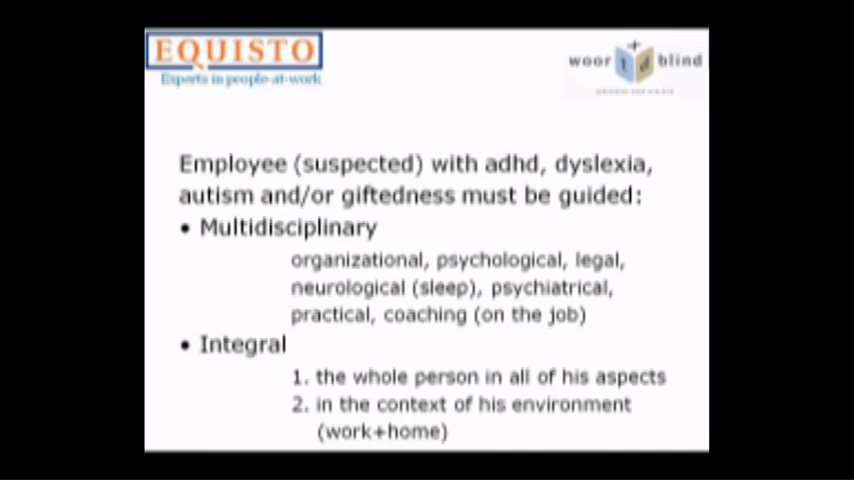 EQUISTO
Experts in people-at-work
woor td blind
Employee (suspected) with adhd, dyslexia,
autism and/or giftedness must be guided:
• Multidisciplinary
organizational, psychological, legal,
neurological (sleep), psychiatrical,
practical, coaching (on the job)
• Integral
1. the whole person in all of his aspects
2. in the context of his environment
(work+home)